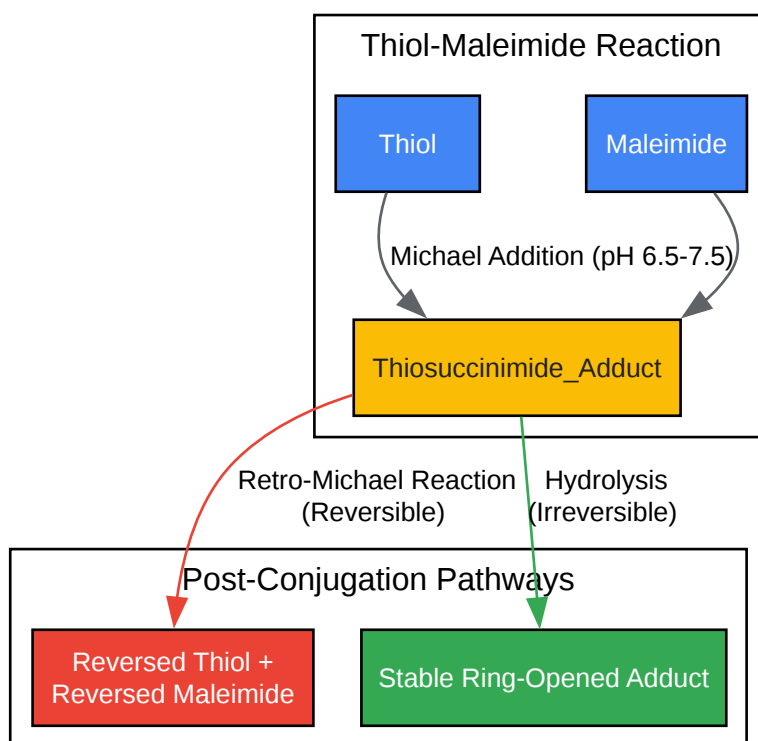 Thiol-Maleimide Reaction
Thiol
Maleimide
Michael Addition (pH 6.5-7.5)
Thiosuccinimide_Adduct
Retro-Michael Reaction
(Reversible)
Hydrolysis
(Irreversible)
Post-Conjugation Pathways
Reversed Thiol +
Reversed Maleimide
Stable Ring-Opened Adduct